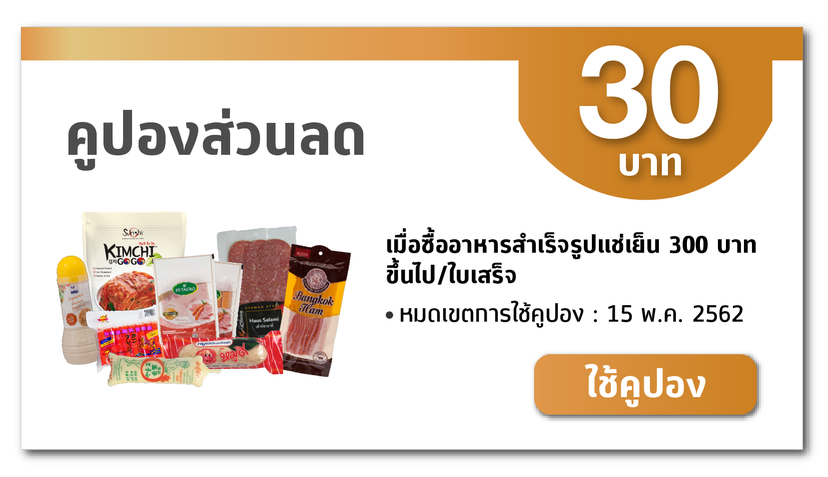 30
บาท
คูปองส่วนลด
เมื่อซื้ออาหารสำเร็จรูปแช่เย็น 300 บาท
ขึ้นไป/ใบเสร็จ
• หมดเขตการใช้คูปอง : 15 พ.ค. 2562
ใช้คูปอง
KIMCHI
GOGO
BETAGRO
Haus Salami
Bangkok
Ham